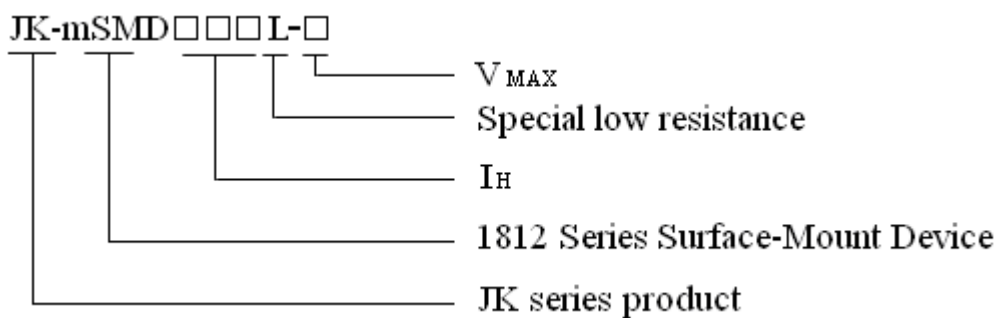 JK-mSMD□□□L-□
VMAX
Special low resistance
IH
1812 Series Surface-Mount Device
JK series product